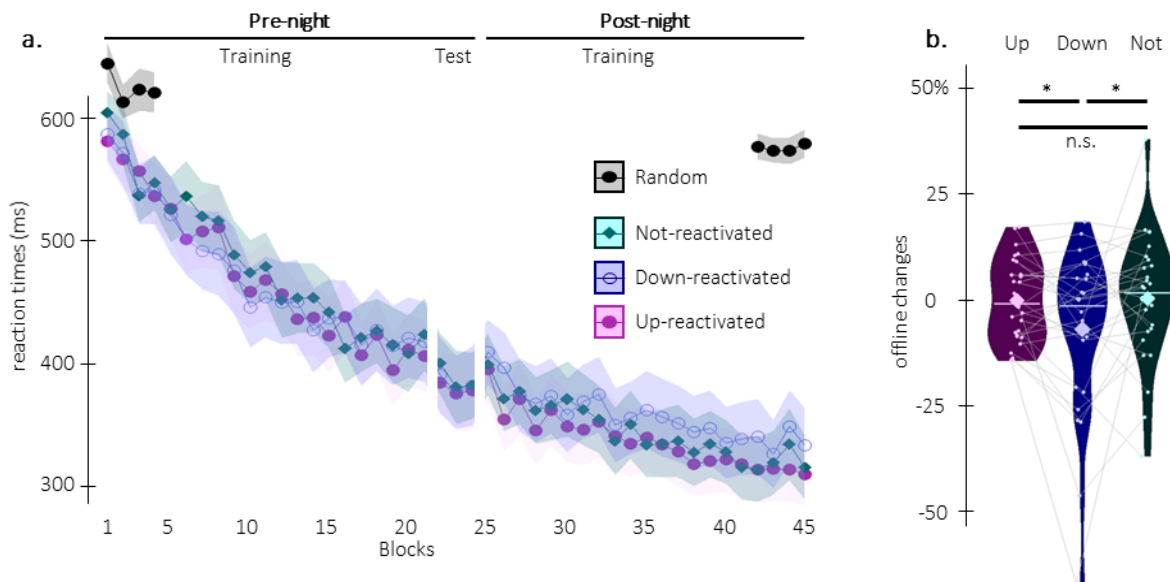 Pre-night Post-night
a.
Training Test Training
600
500
400
300
reaction times (ms)
Random
Not-reactivated
Down-reactivated
Up-reactivated
1 5 10 15 20 25 30 35 40 45
Blocks
b.
Up Down Not
50%
25
0
-25
-50
offline changes
* *
n.s.